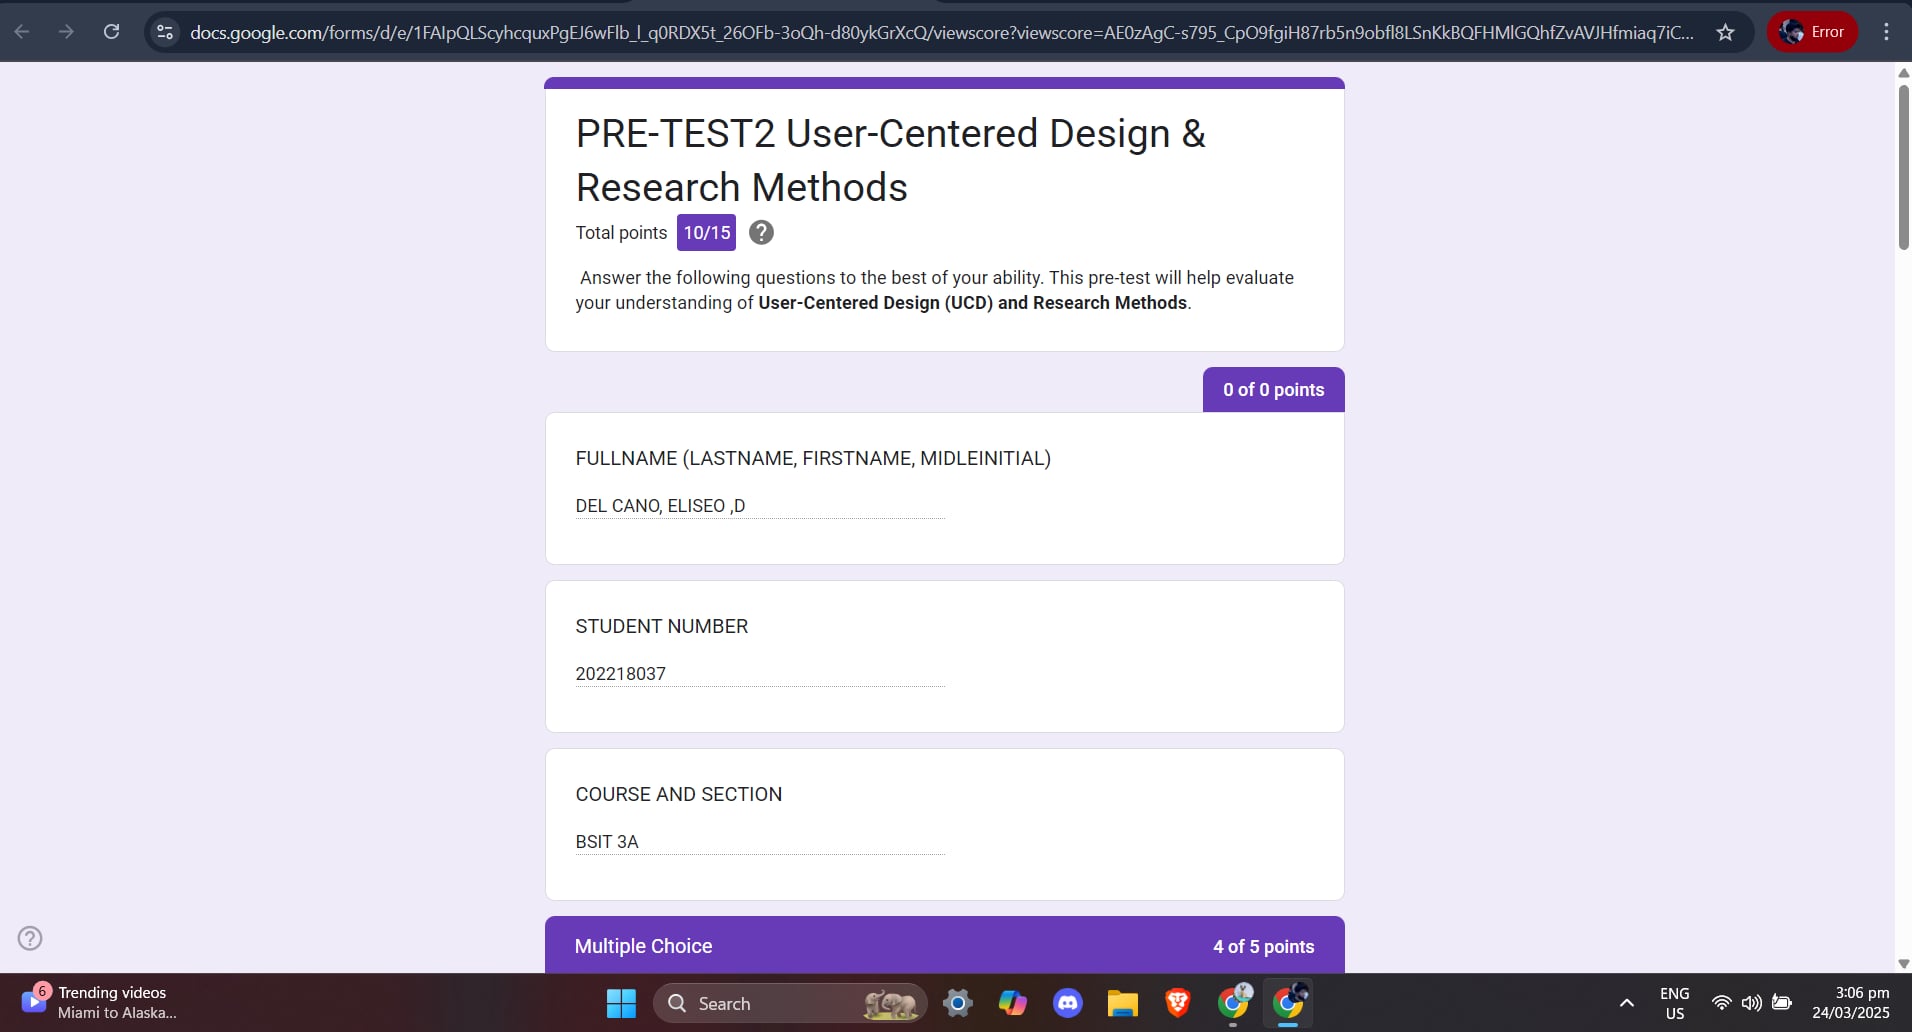 docs.google.com/forms/d/e/1FAIpQLScyhcquxPgEJ6wFlb_l_q0RDX5t_26OFb-3oQh-d80ykGrXcQ/viewscore?viewscore=AE0zAgC-s795_CpO9fgiH87rb5n9obfl8LSnKkBQFHMlGQhfZvAVJHfmiaq7iC...
Error
PRE-TEST2 User-Centered Design &
Research Methods
Total points 10/15
Answer the following questions to the best of your ability. This pre-test will help evaluate
your understanding of User-Centered Design (UCD) and Research Methods.
0 of 0 points
FULLNAME (LASTNAME, FIRSTNAME, MIDLEINITIAL)
DEL CANO, ELISEO ,D
STUDENT NUMBER
202218037
COURSE AND SECTION
BSIT 3A
Multiple Choice 4 of 5 points
6
Trending videos
Miami to Alaska...
Search
ENG
US
3:06 pm
24/03/2025